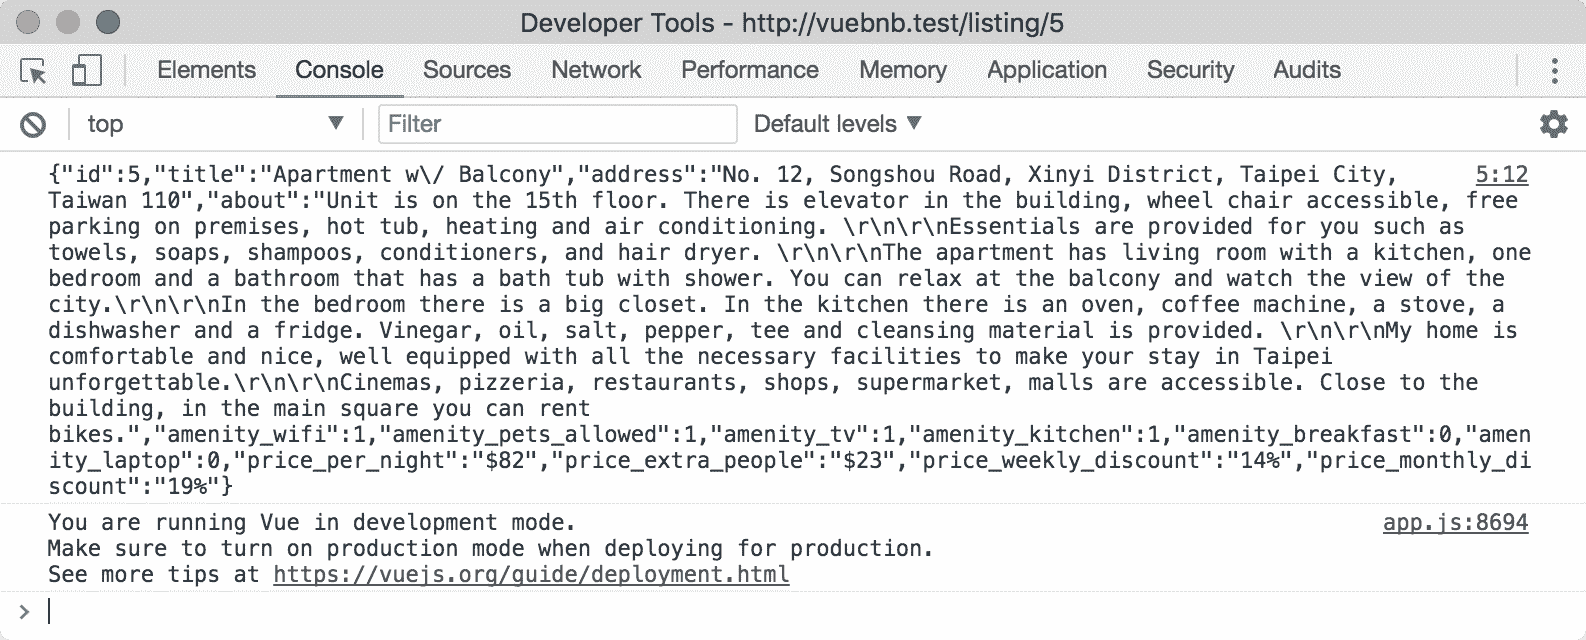 Developer Tools - http://vuebnb.test/listing/5
Elements Console Sources Network Performance Memory Application Security Audits
top ▼ Filter Default levels ▼
{"id":5,"title":"Apartment w\/ Balcony","address":"No. 12, Songshou Road, Xinyi District, Taipei City, 5:12
Taiwan 110","about":"Unit is on the 15th floor. There is elevator in the building, wheel chair accessible, free
parking on premises, hot tub, heating and air conditioning. \r\n\r\nEssentials are provided for you such as
towels, soaps, shampoos, conditioners, and hair dryer. \r\n\r\nThe apartment has living room with a kitchen, one
bedroom and a bathroom that has a bath tub with shower. You can relax at the balcony and watch the view of the
city.\r\n\r\nIn the bedroom there is a big closet. In the kitchen there is an oven, coffee machine, a stove, a
dishwasher and a fridge. Vinegar, oil, salt, pepper, tee and cleansing material is provided. \r\n\r\nMy home is
comfortable and nice, well equipped with all the necessary facilities to make your stay in Taipei
unforgettable.\r\n\r\nCinemas, pizzeria, restaurants, shops, supermarket, malls are accessible. Close to the
building, in the main square you can rent
bikes.","amenity_wifi":1,"amenity_pets_allowed":1,"amenity_tv":1,"amenity_kitchen":1,"amenity_breakfast":0,"amen
ity_laptop":0,"price_per_night":"$82","price_extra_people":"$23","price_weekly_discount":"14%","price_monthly_di
scount":"19%"}
You are running Vue in development mode. app.js:8694
Make sure to turn on production mode when deploying for production.
See more tips at https://vuejs.org/guide/deployment.html
>